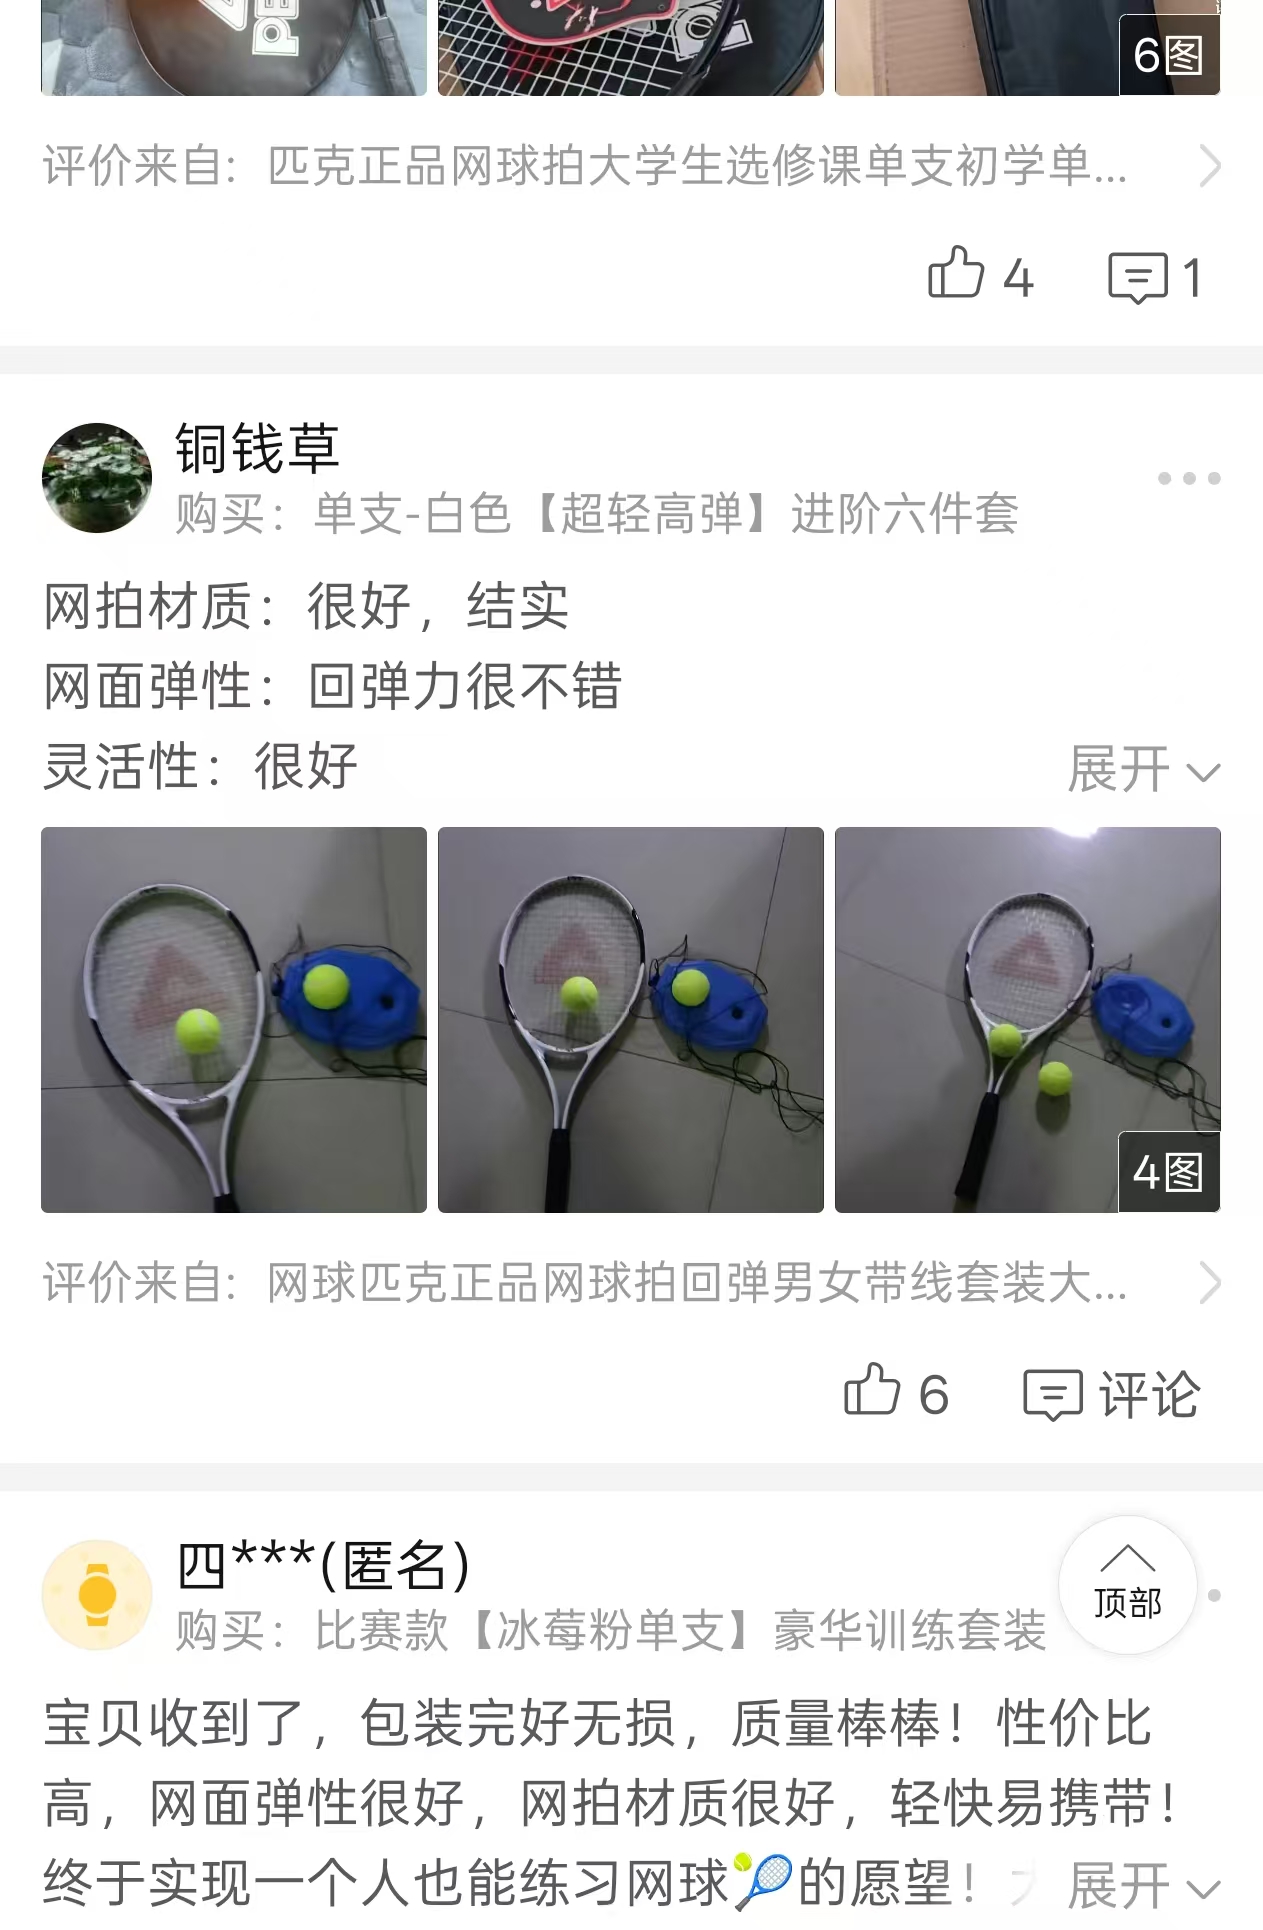 6图
评价来自：匹克正品网球拍大学生选修课单支初学单...
4
1
铜钱草
购买：单支-白色【超轻高弹】进阶六件套
网拍材质：很好，结实
网面弹性：回弹力很不错
灵活性：很好
展开
4图
评价来自：网球匹克正品网球拍回弹男女带线套装大...
6 评论
四***(匿名)
购买：比赛款【冰莓粉单支】豪华训练套装
顶部
宝贝收到了，包装完好无损，质量棒棒！性价比
高，网面弹性很好，网拍材质很好，轻快易携带！
终于实现一个人也能练习网球🎾的愿望！
展开